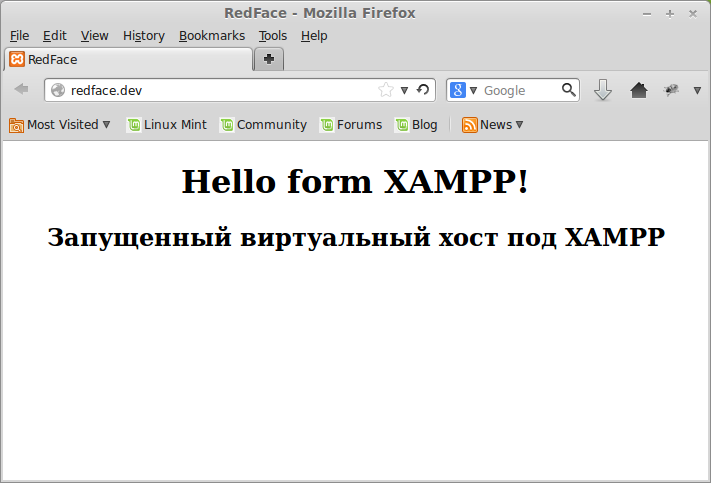 RedFace - Mozilla Firefox
File Edit View History Bookmarks Tools Help
RedFace
redface.dev Google
Most Visited Linux Mint Community Forums Blog News
Hello form XAMPP!
Запущенный виртуальный хост под XAMPP